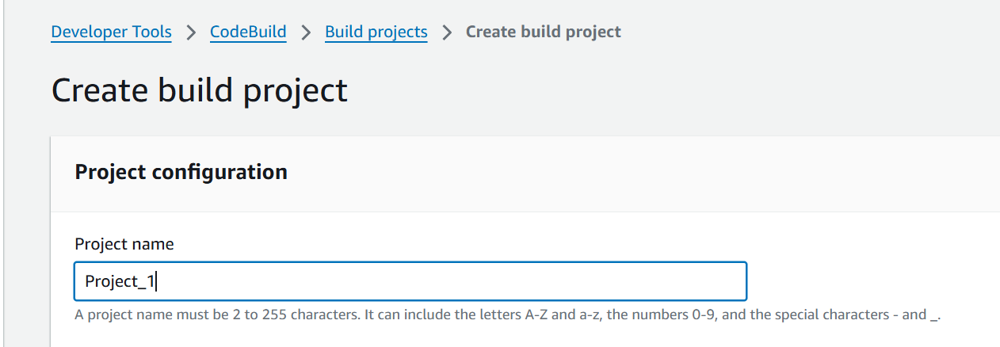 Developer Tools > CodeBuild > Build projects > Create build project
Create build project
Project configuration
Project name
Project_1
A project name must be 2 to 255 characters. It can include the letters A-Z and a-z, the numbers 0-9, and the special characters - and _.